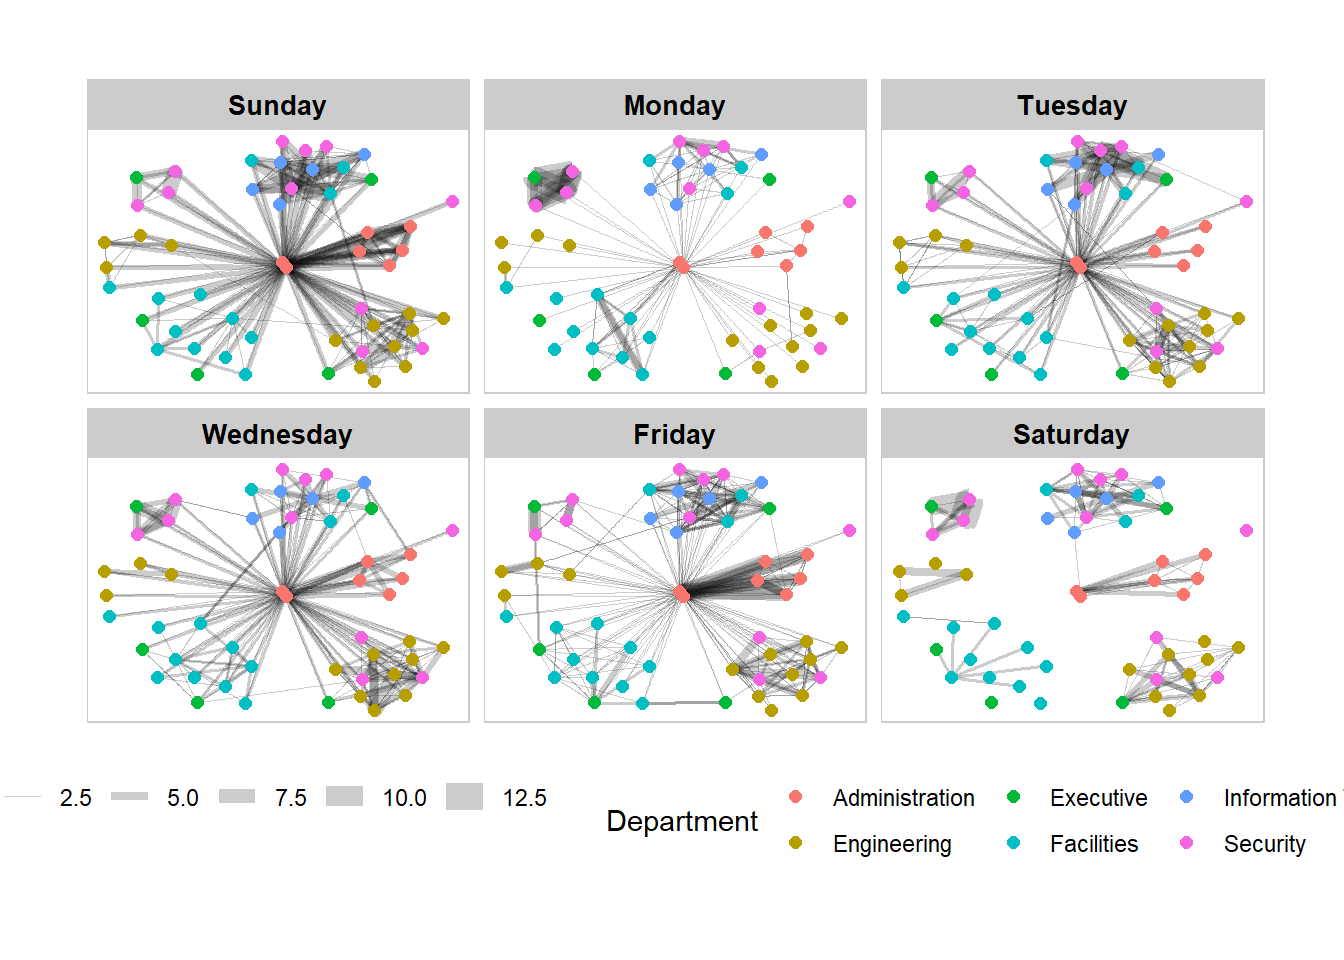 Sunday Monday Tuesday
Wednesday Friday Saturday
2.5 5.0 7.5 10.0 12.5
Department
Administration Executive Information
Engineering Facilities Security